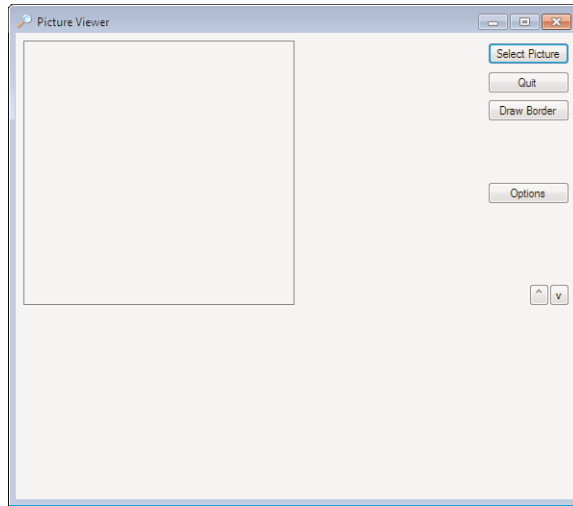 Picture Viewer
Select Picture
Quit
Draw Border
Options
^ v